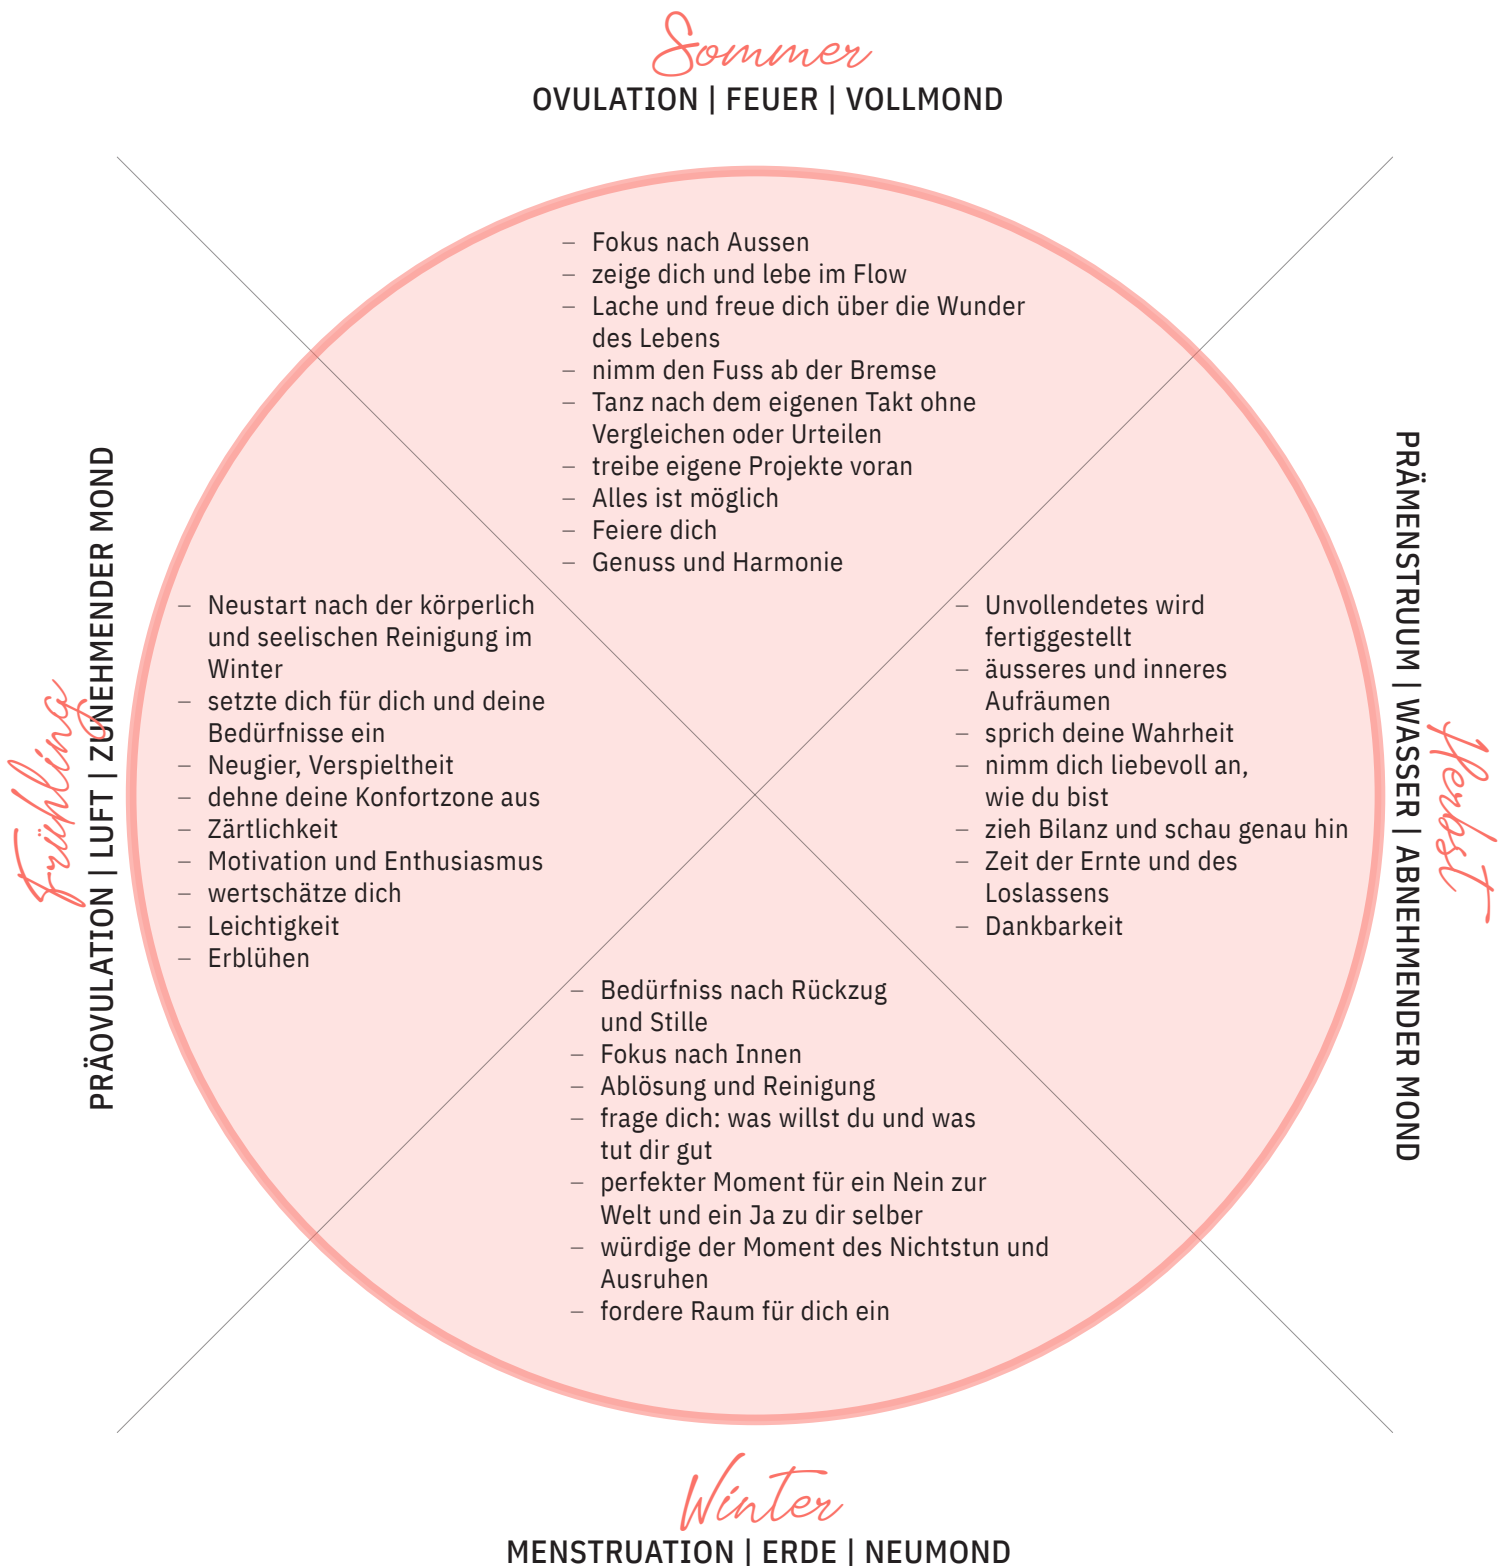 Sommer
OVULATION | FEUER | VOLLMOND
– Fokus nach Aussen
– zeige dich und lebe im Flow
– Lache und freue dich über die Wunder
des Lebens
– nimm den Fuss ab der Bremse
– Tanz nach dem eigenen Takt ohne
Vergleichen oder Urteilen
– treibe eigene Projekte voran
– Alles ist möglich
– Feiere dich
– Genuss und Harmonie
Frühling
PRÄOVULATION | LUFT | ZUNEHMENDER MOND
– Neustart nach der körperlich
und seelischen Reinigung im
Winter
– setzte dich für dich und deine
Bedürfnisse ein
– Neugier, Verspieltheit
– dehne deine Konfortzone aus
– Zärtlichkeit
– Motivation und Enthusiasmus
– wertschätze dich
– Leichtigkeit
– Erblühen
Herbst
PRÄMENSTRUUM | WASSER | ABNEHMENDER MOND
– Unvollendetes wird
fertiggestellt
– äusseres und inneres
Aufräumen
– sprich deine Wahrheit
– nimm dich liebevoll an,
wie du bist
– zieh Bilanz und schau genau hin
– Zeit der Ernte und des
Loslassens
– Dankbarkeit
– Bedürfniss nach Rückzug
und Stille
– Fokus nach Innen
– Ablösung und Reinigung
– frage dich: was willst du und was
tut dir gut
– perfekter Moment für ein Nein zur
Welt und ein Ja zu dir selber
– würdige der Moment des Nichtstun und
Ausruhen
– fordere Raum für dich ein
Winter
MENSTRUATION | ERDE | NEUMOND